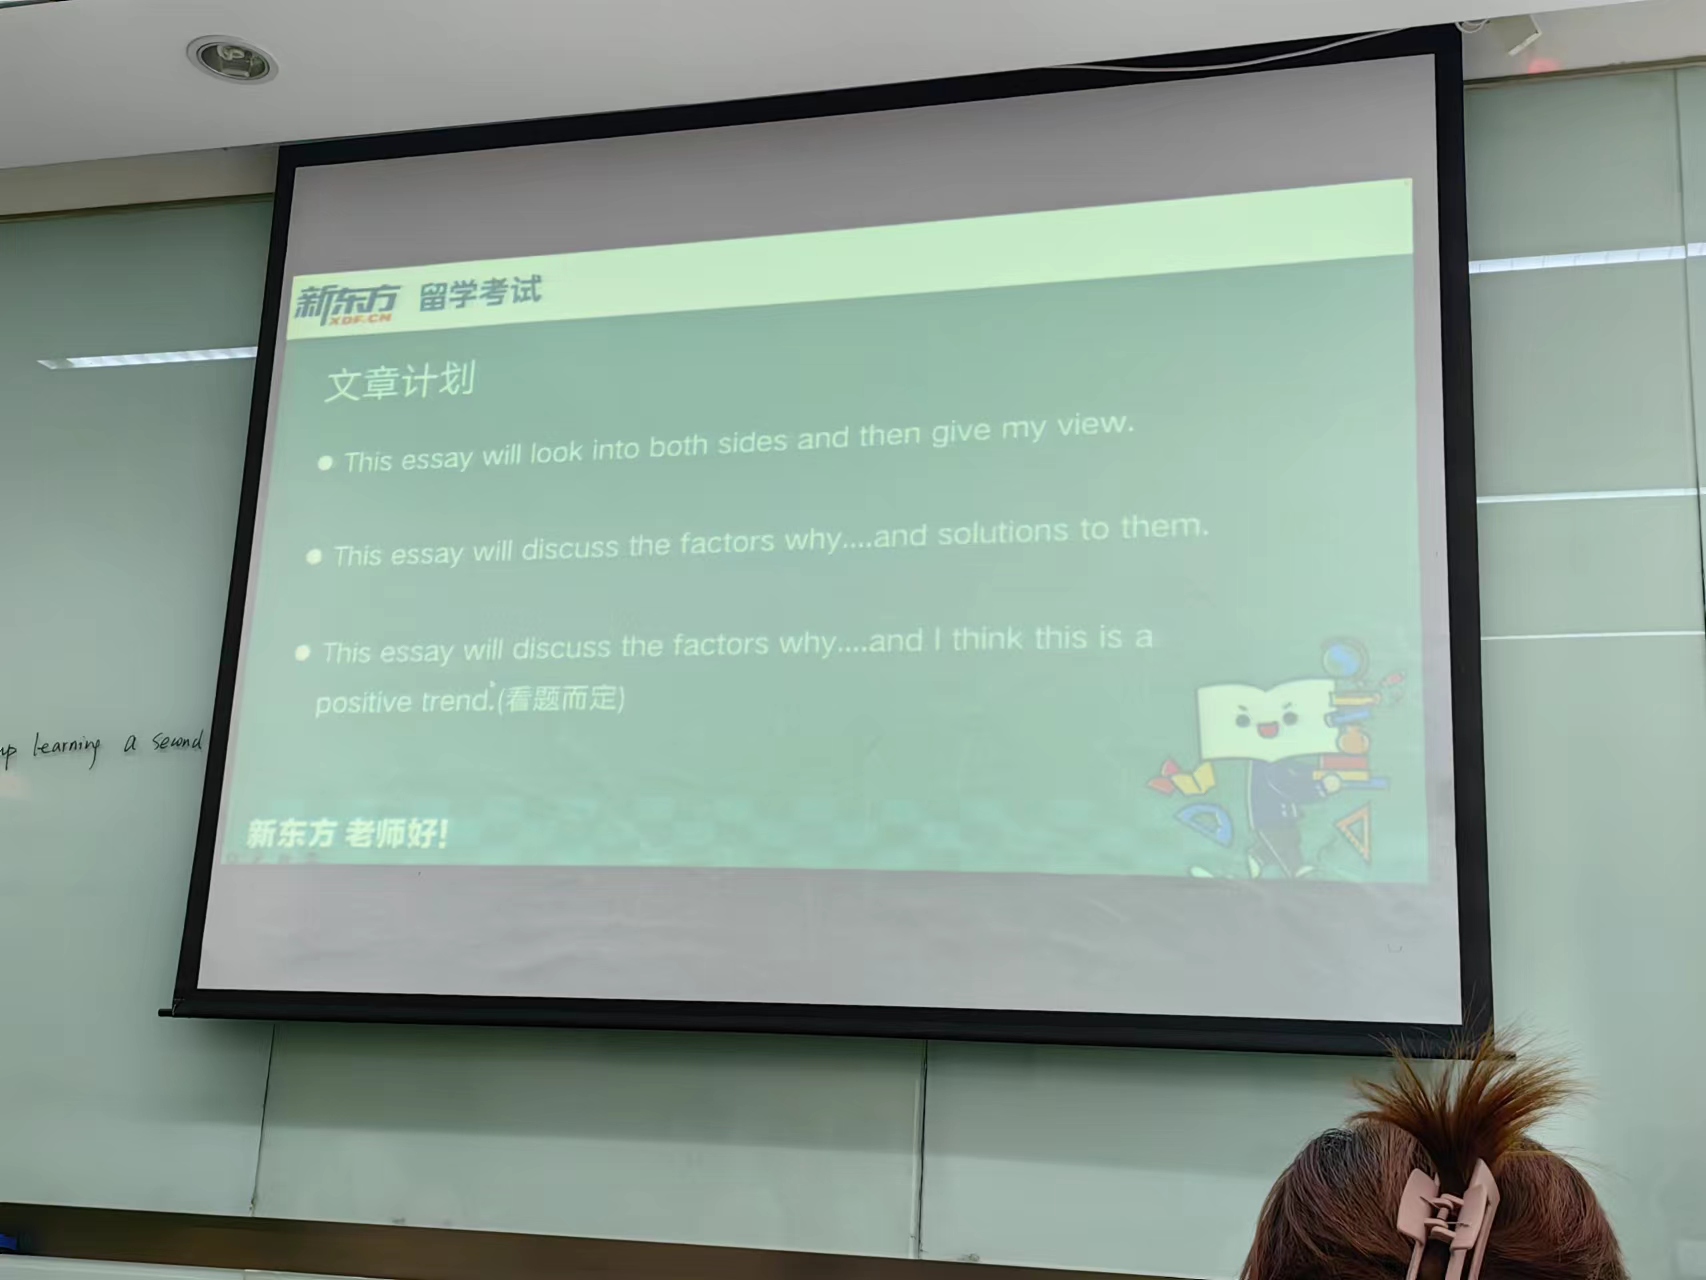 新东方 XDF.CN 留学考试
文章计划
This essay will look into both sides and then give my view.
This essay will discuss the factors why....and solutions to them.
This essay will discuss the factors why....and I think this is a
positive trend.(看题而定)
up learning a second
新东方 老师好!